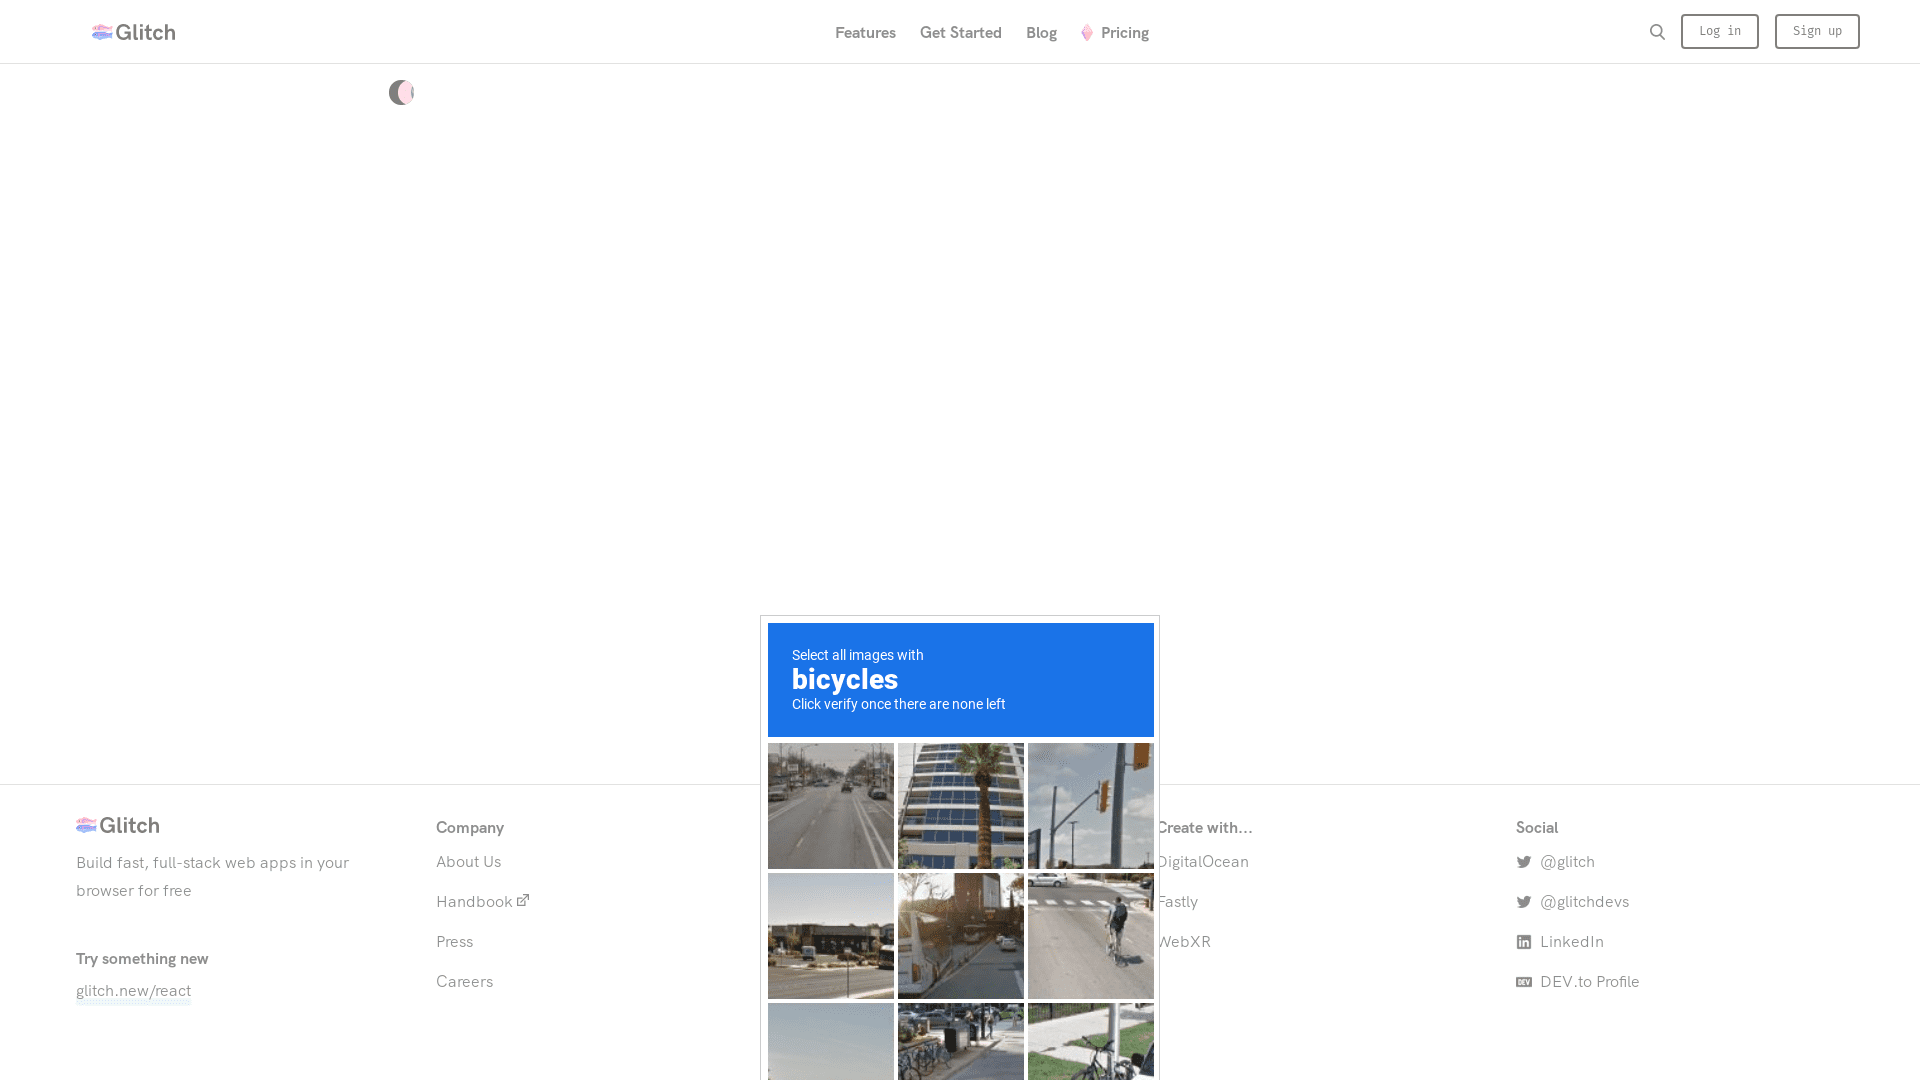 Glitch
Features
Get Started
Blog
Pricing
Log in
Sign up
Select all images with
bicycles
Click verify once there are none left
Glitch
Build fast, full-stack web apps in your
browser for free
Try something new
glitch.new/react
Company
About Us
Handbook
Press
Careers
Create with...
DigitalOcean
Fastly
WebXR
Social
@glitch
@glitchdevs
LinkedIn
DEV
DEV.to Profile